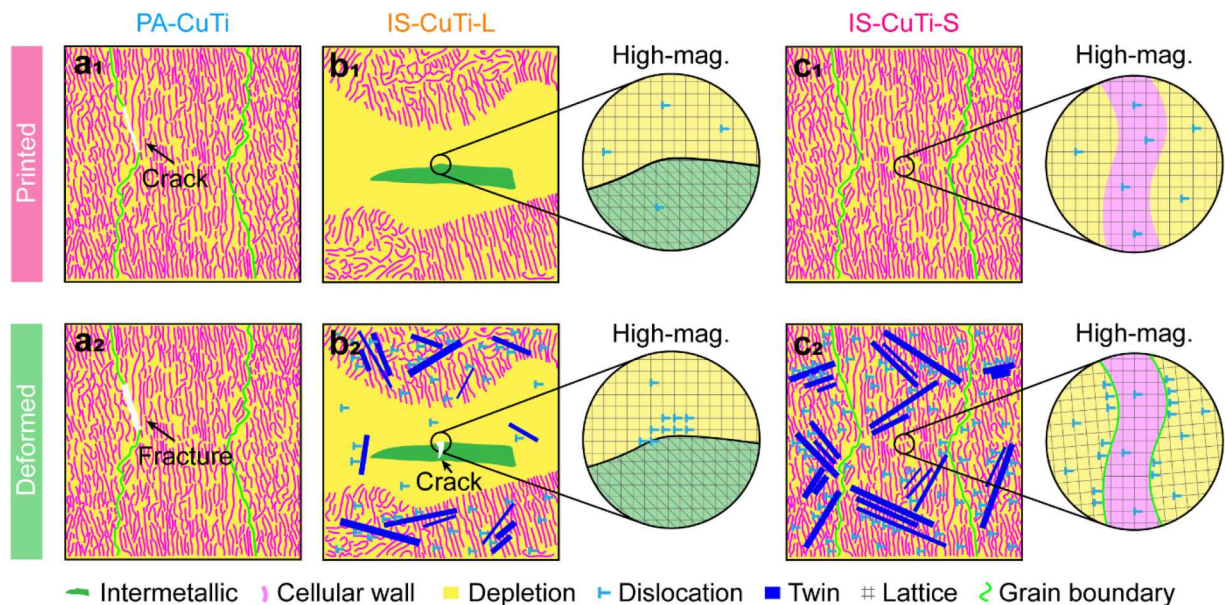 PA-CuTi
IS-CuTi-L
IS-CuTi-S
Printed
a₁
Crack
b₁
High-mag.
c₁
High-mag.
Deformed
a₂
Fracture
b₂
Crack
High-mag.
c₂
High-mag.
Intermetallic Cellular wall Depletion Dislocation Twin Lattice Grain boundary